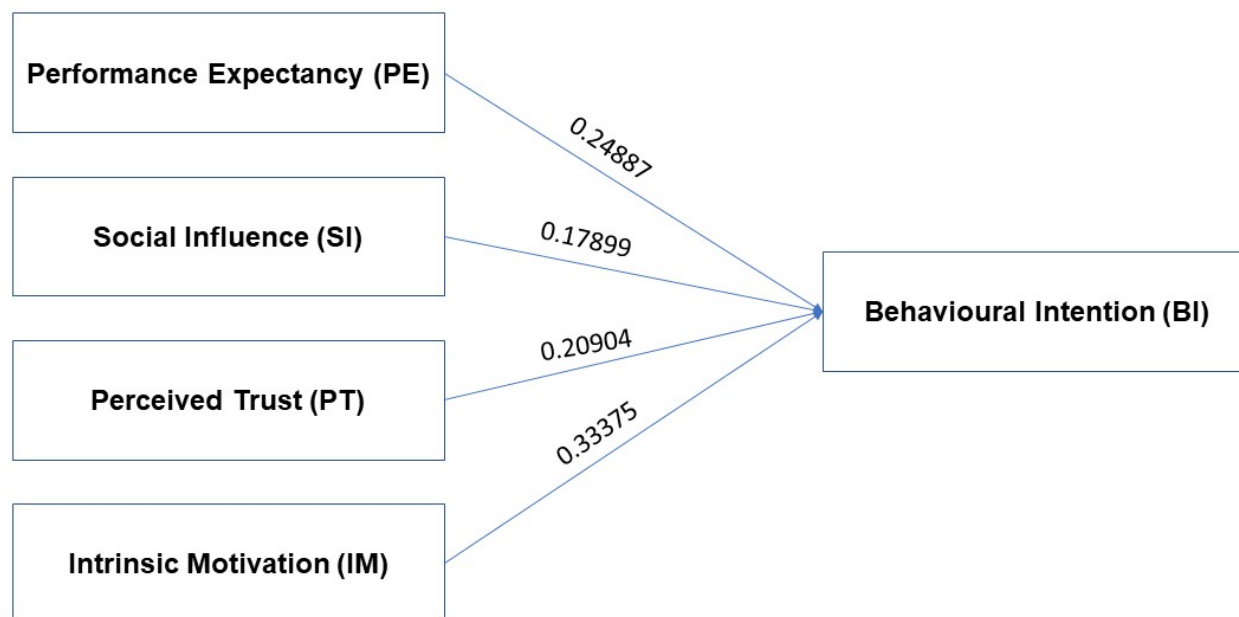 Performance Expectancy (PE)
0.24887
Social Influence (SI)
0.17899
Behavioural Intention (BI)
0.20904
Perceived Trust (PT)
0.33375
Intrinsic Motivation (IM)